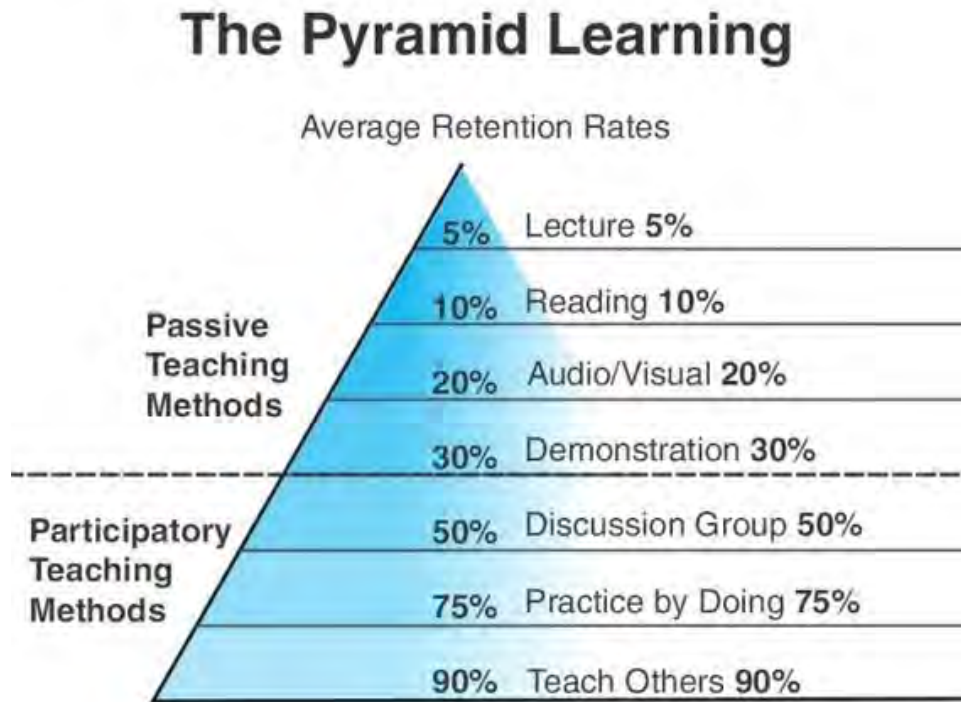 The Pyramid Learning
Average Retention Rates
5% Lecture 5%
10% Reading 10%
Passive
Teaching
Methods
20% Audio/Visual 20%
30% Demonstration 30%
Participatory
Teaching
Methods
50% Discussion Group 50%
75% Practice by Doing 75%
90% Teach Others 90%